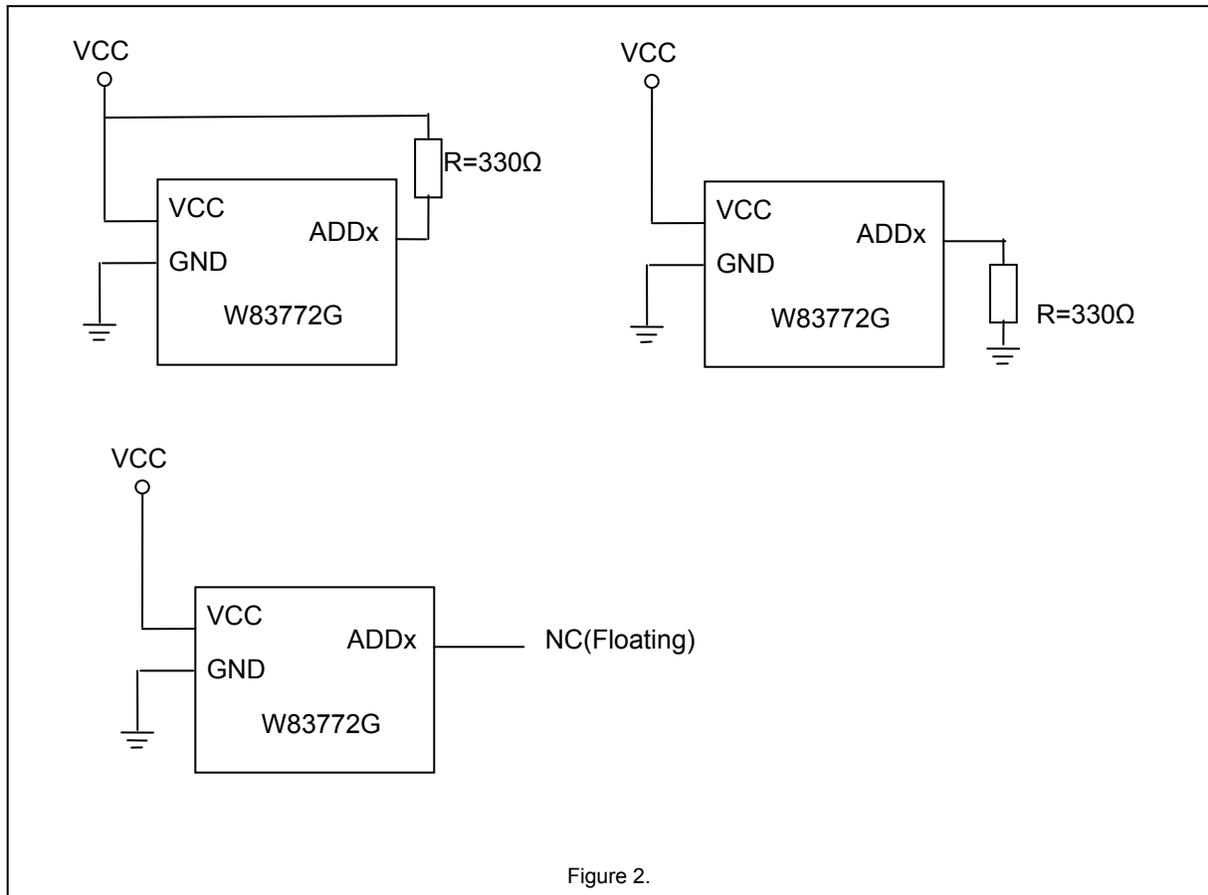 VCC
R=330Ω
VCC
ADDx
GND
W83772G
VCC
VCC
ADDx
GND
W83772G
R=330Ω
VCC
VCC
ADDx
NC(Floating)
GND
W83772G
Figure 2.